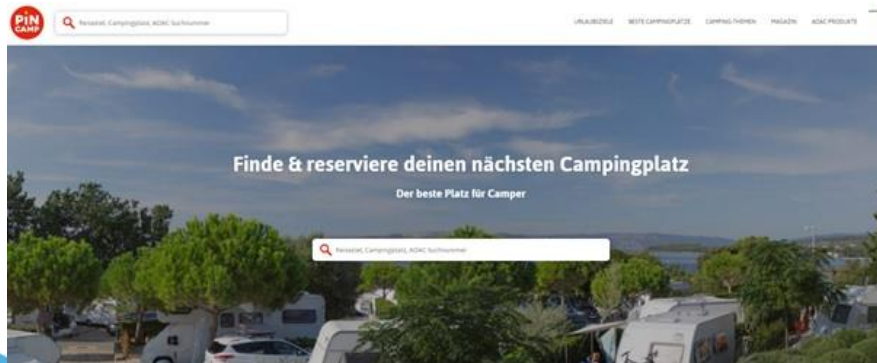 PiN
CAMP
Reiseziel, Campingplatz, ADAC Suchnummer
URLAUBSZIELE BESTE CAMPINGPLÄTZE CAMPING-THEMEN MAGAZIN ADAC PRODUKTE
Finde & reserviere deinen nächsten Campingplatz
Der beste Platz für Camper
Reiseziel, Campingplatz, ADAC Suchnummer